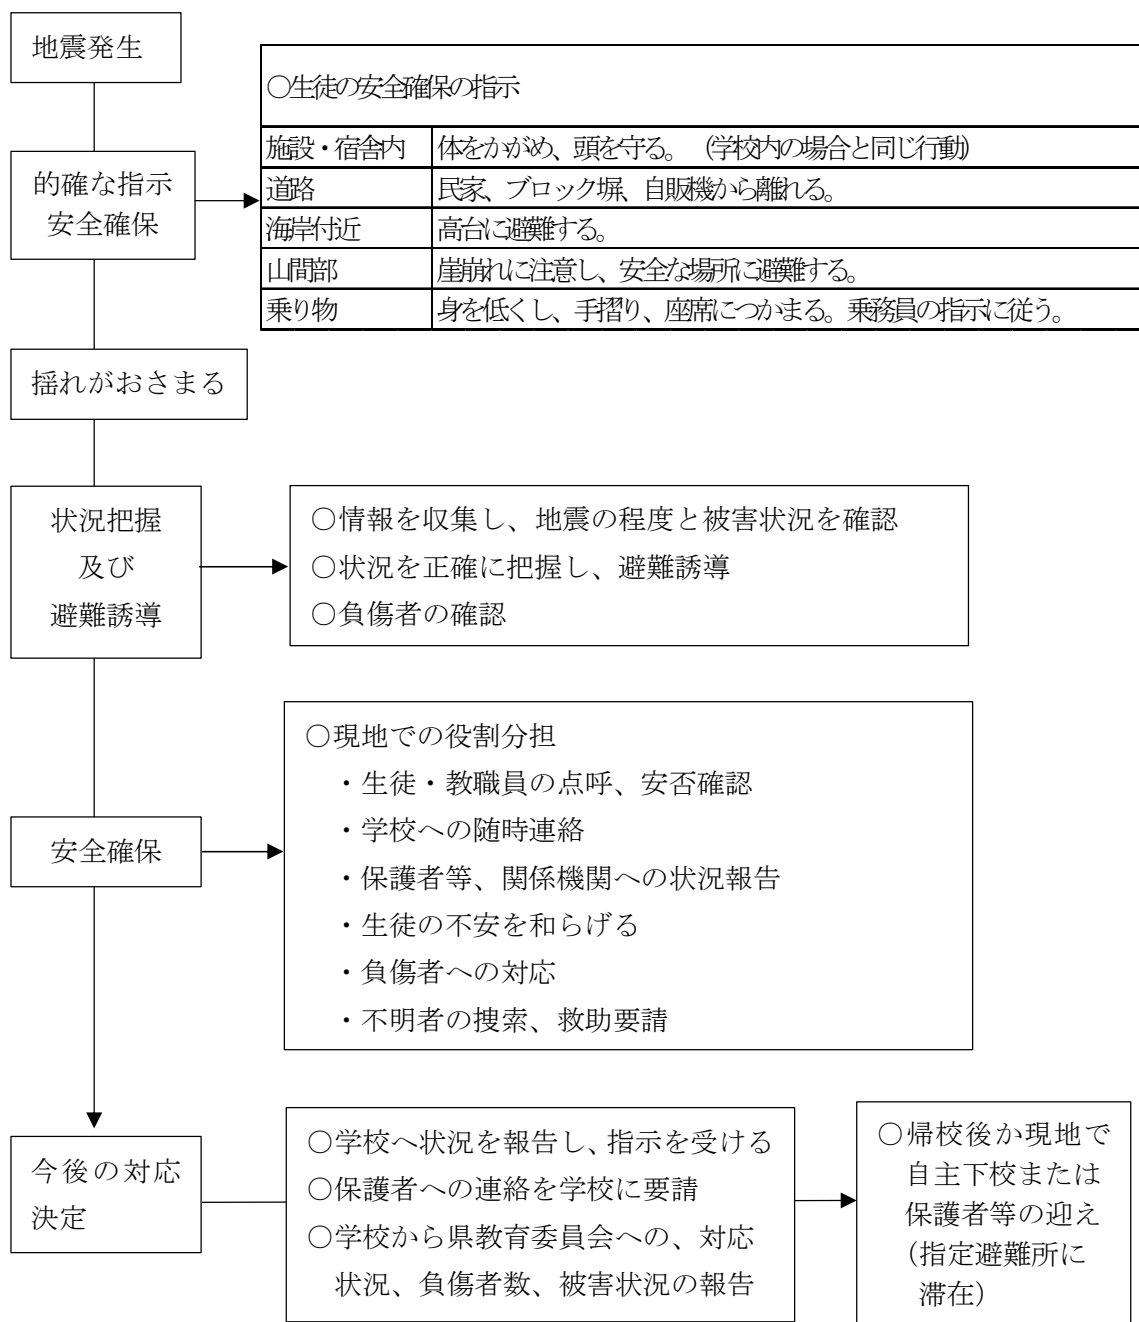 地震発生
○生徒の安全確保の指示
施設・宿舎内 体をかがめ、頭を守る。（学校内の場合と同じ行動）
道路 民家、ブロック塀、自販機から離れる。
海岸付近 高台に避難する。
山間部 崖崩れに注意し、安全な場所に避難する。
乗り物 身を低くし、手摺り、座席につかまる。乗務員の指示に従う。
的確な指示
安全確保
揺れがおさまる
状況把握
及び
避難誘導
○情報を収集し、地震の程度と被害状況を確認
○状況を正確に把握し、避難誘導
○負傷者の確認
安全確保
○現地での役割分担
・生徒・教職員の点呼、安否確認
・学校への随時連絡
・保護者等、関係機関への状況報告
・生徒の不安を和らげる
・負傷者への対応
・不明者の捜索、救助要請
今後の対応
決定
○学校へ状況を報告し、指示を受ける
○保護者への連絡を学校に要請
○学校から県教育委員会への、対応
状況、負傷者数、被害状況の報告
○帰校後か現地で
自主下校または
保護者等の迎え
（指定避難所に
滞在）